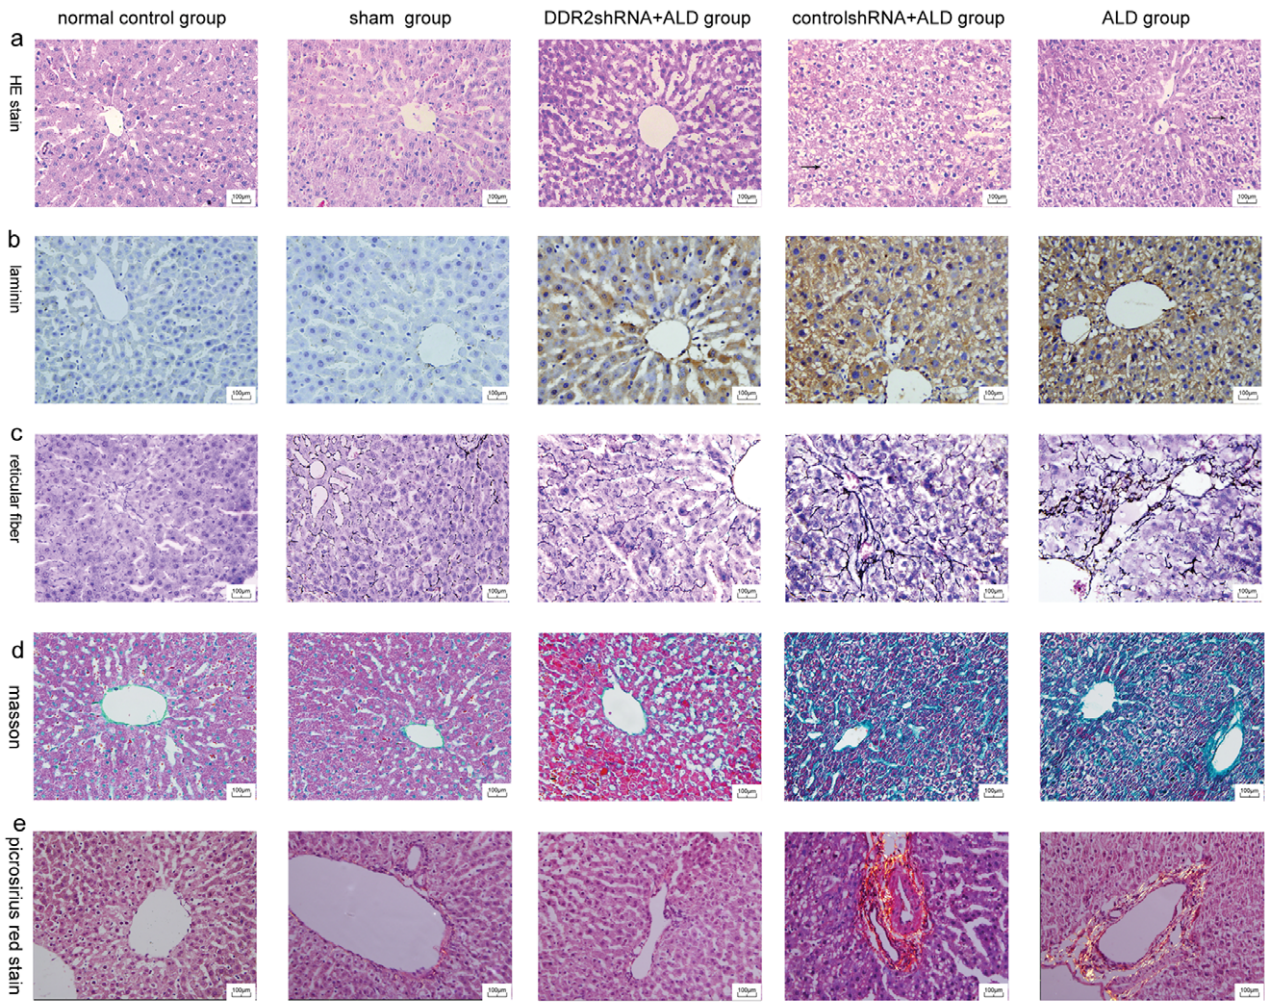 normal control group sham group DDR2shRNA+ALD group controlshRNA+ALD group ALD group
a
HE stain
100μm 100μm 100μm 100μm 100μm
b
laminin
100μm 100μm 100μm 100μm 100μm
c
reticular fiber
100μm 100μm 100μm 100μm 100μm
d
masson
100μm 100μm 100μm 100μm 100μm
e
picrosirius red stain
100μm 100μm 100μm 100μm 100μm